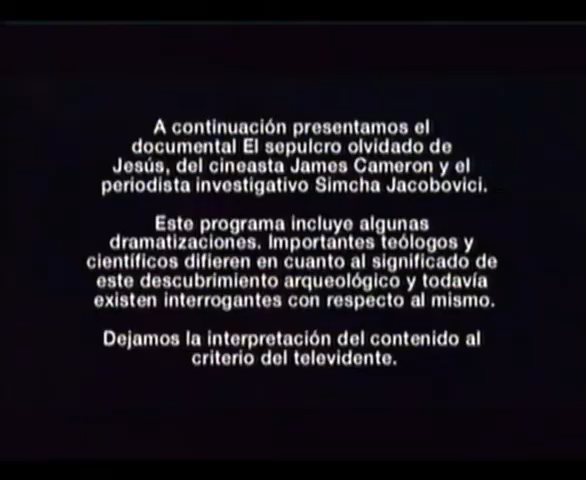 A continuación presentamos el
documental El sepulcro olvidado de
Jesús, del cineasta James Cameron y el
periodista investigativo Simcha Jacobovici.
Este programa incluye algunas
dramatizaciones. Importantes teólogos y
científicos difieren en cuanto al significado de
este descubrimiento arqueológico y todavía
existen interrogantes con respecto al mismo.
Dejamos la interpretación del contenido al
criterio del televidente.